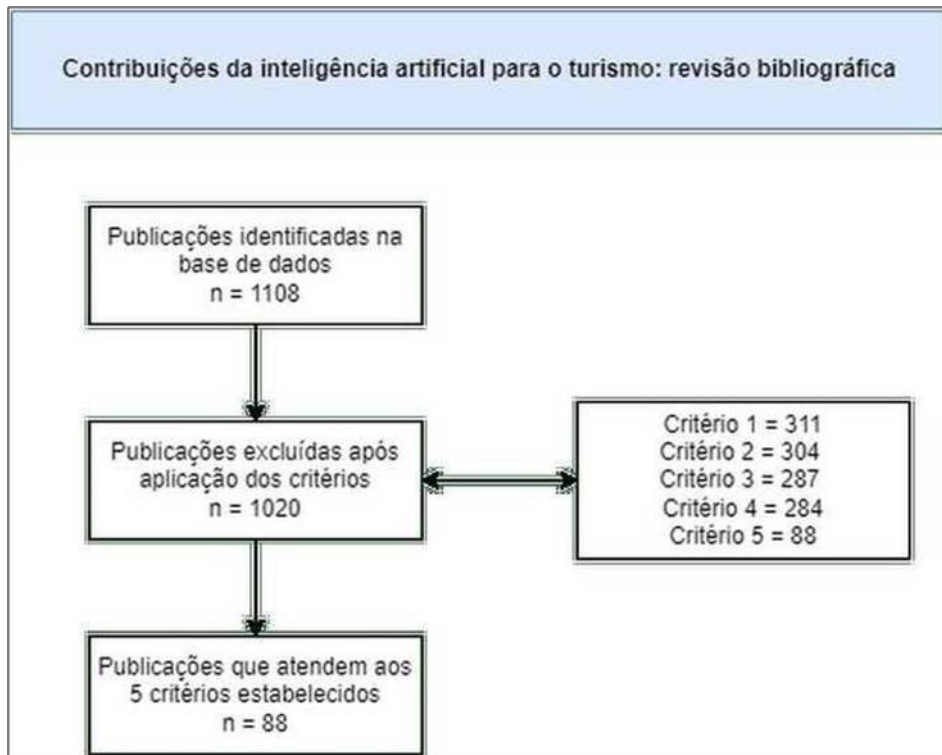 Contribuições da inteligência artificial para o turismo: revisão bibliográfica
Publicações identificadas na
base de dados
n = 1108
Publicações excluídas após
aplicação dos critérios
n = 1020
Critério 1 = 311
Critério 2 = 304
Critério 3 = 287
Critério 4 = 284
Critério 5 = 88
Publicações que atendem aos
5 critérios estabelecidos
n = 88